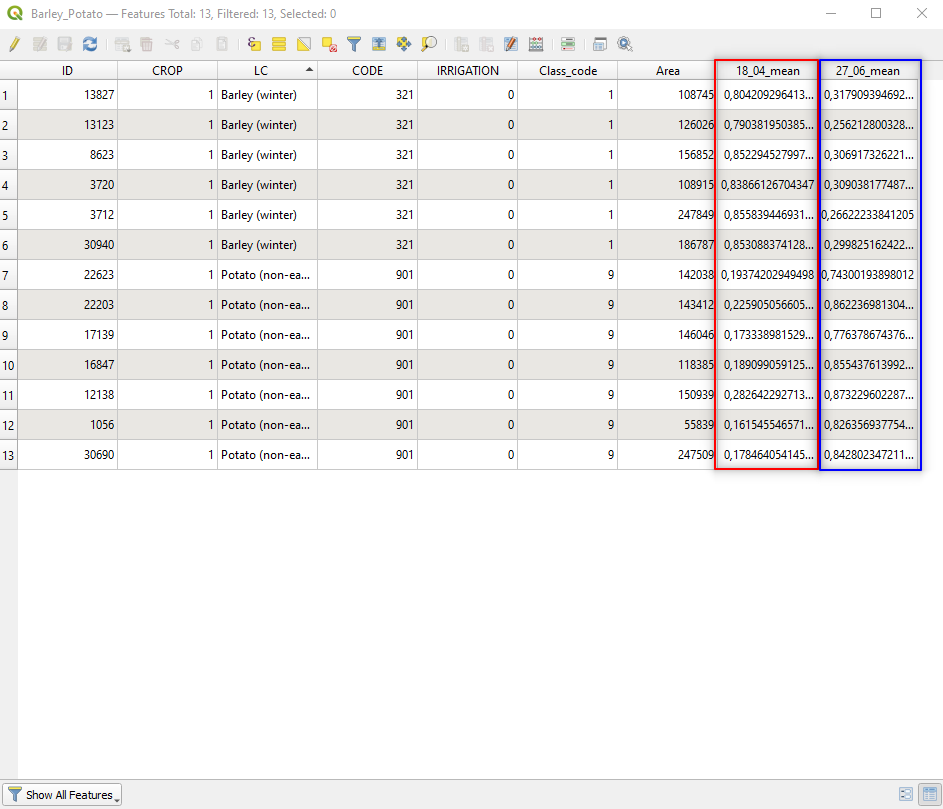 Barley_Potato — Features Total: 13, Filtered: 13, Selected: 0
ID CROP LC CODE IRRIGATION Class_code Area 18_04_mean 27_06_mean
1 13827 1 Barley (winter) 321 0 1 108745 0,804209296413... 0,317909394692...
2 13123 1 Barley (winter) 321 0 1 126026 0,790381950385... 0,256212800328...
3 8623 1 Barley (winter) 321 0 1 156852 0,852294527997... 0,306917326221...
4 3720 1 Barley (winter) 321 0 1 108915 0,83866126704347 0,309038177487...
5 3712 1 Barley (winter) 321 0 1 247849 0,855839446931... 0,26622233841205
6 30940 1 Barley (winter) 321 0 1 186787 0,853088374128... 0,299825162422...
7 22623 1 Potato (non-ea... 901 0 9 142038 0,19374202949498 0,74300193898012
8 22203 1 Potato (non-ea... 901 0 9 143412 0,225905056605... 0,862236981304...
9 17139 1 Potato (non-ea... 901 0 9 146046 0,173338981529... 0,776378674376...
10 16847 1 Potato (non-ea... 901 0 9 118385 0,189099059125... 0,855437613992...
11 12138 1 Potato (non-ea... 901 0 9 150939 0,282642292713... 0,873229602287...
12 1056 1 Potato (non-ea... 901 0 9 55839 0,161545546571... 0,826356937754...
13 30690 1 Potato (non-ea... 901 0 9 247509 0,178464054145... 0,842802347211...
Show All Features